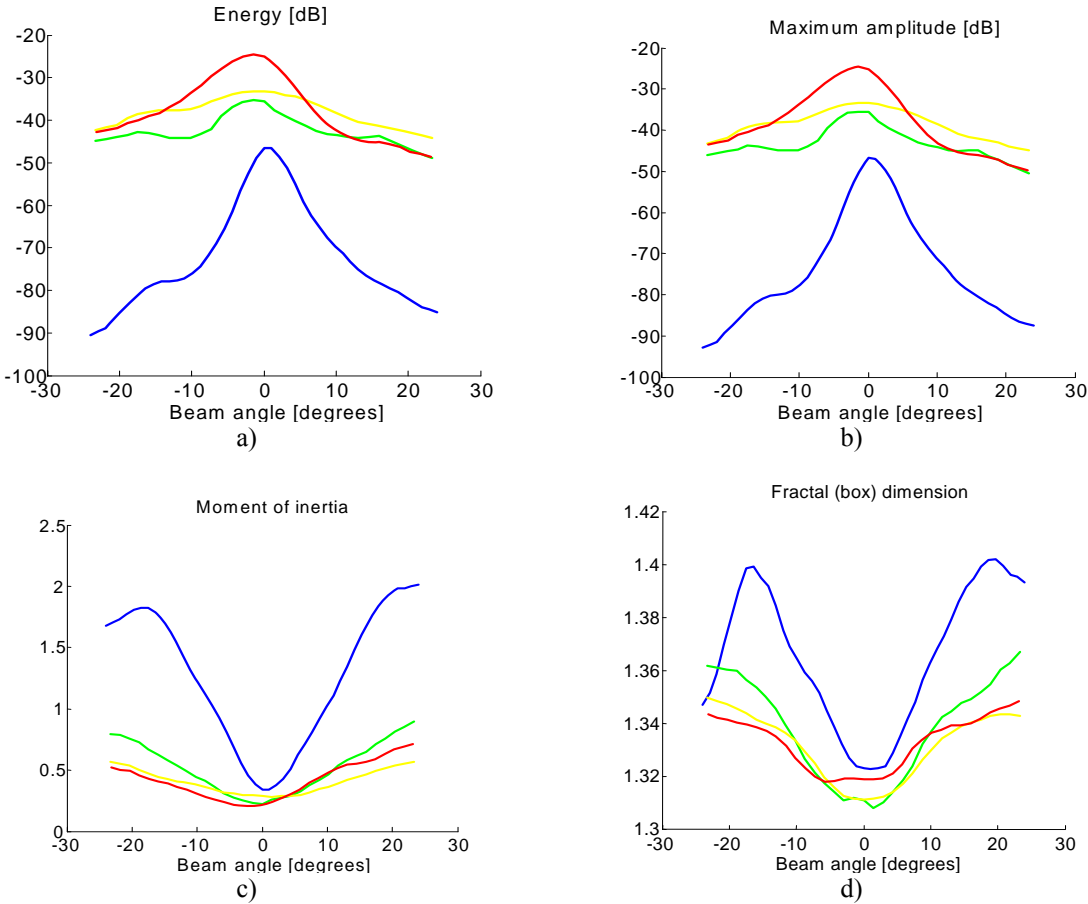 Energy [dB]
-20
-30
-40
-50
-60
-70
-80
-90
-100
-30 -20 -10 0 10 20 30
Beam angle [degrees]
a)
Maximum amplitude [dB]
-20
-30
-40
-50
-60
-70
-80
-90
-100
-30 -20 -10 0 10 20 30
Beam angle [degrees]
b)
Moment of inertia
2.5
2
1.5
1
0.5
0
-30 -20 -10 0 10 20 30
Beam angle [degrees]
c)
Fractal (box) dimension
1.42
1.4
1.38
1.36
1.34
1.32
1.3
-30 -20 -10 0 10 20 30
Beam angle [degrees]
d)